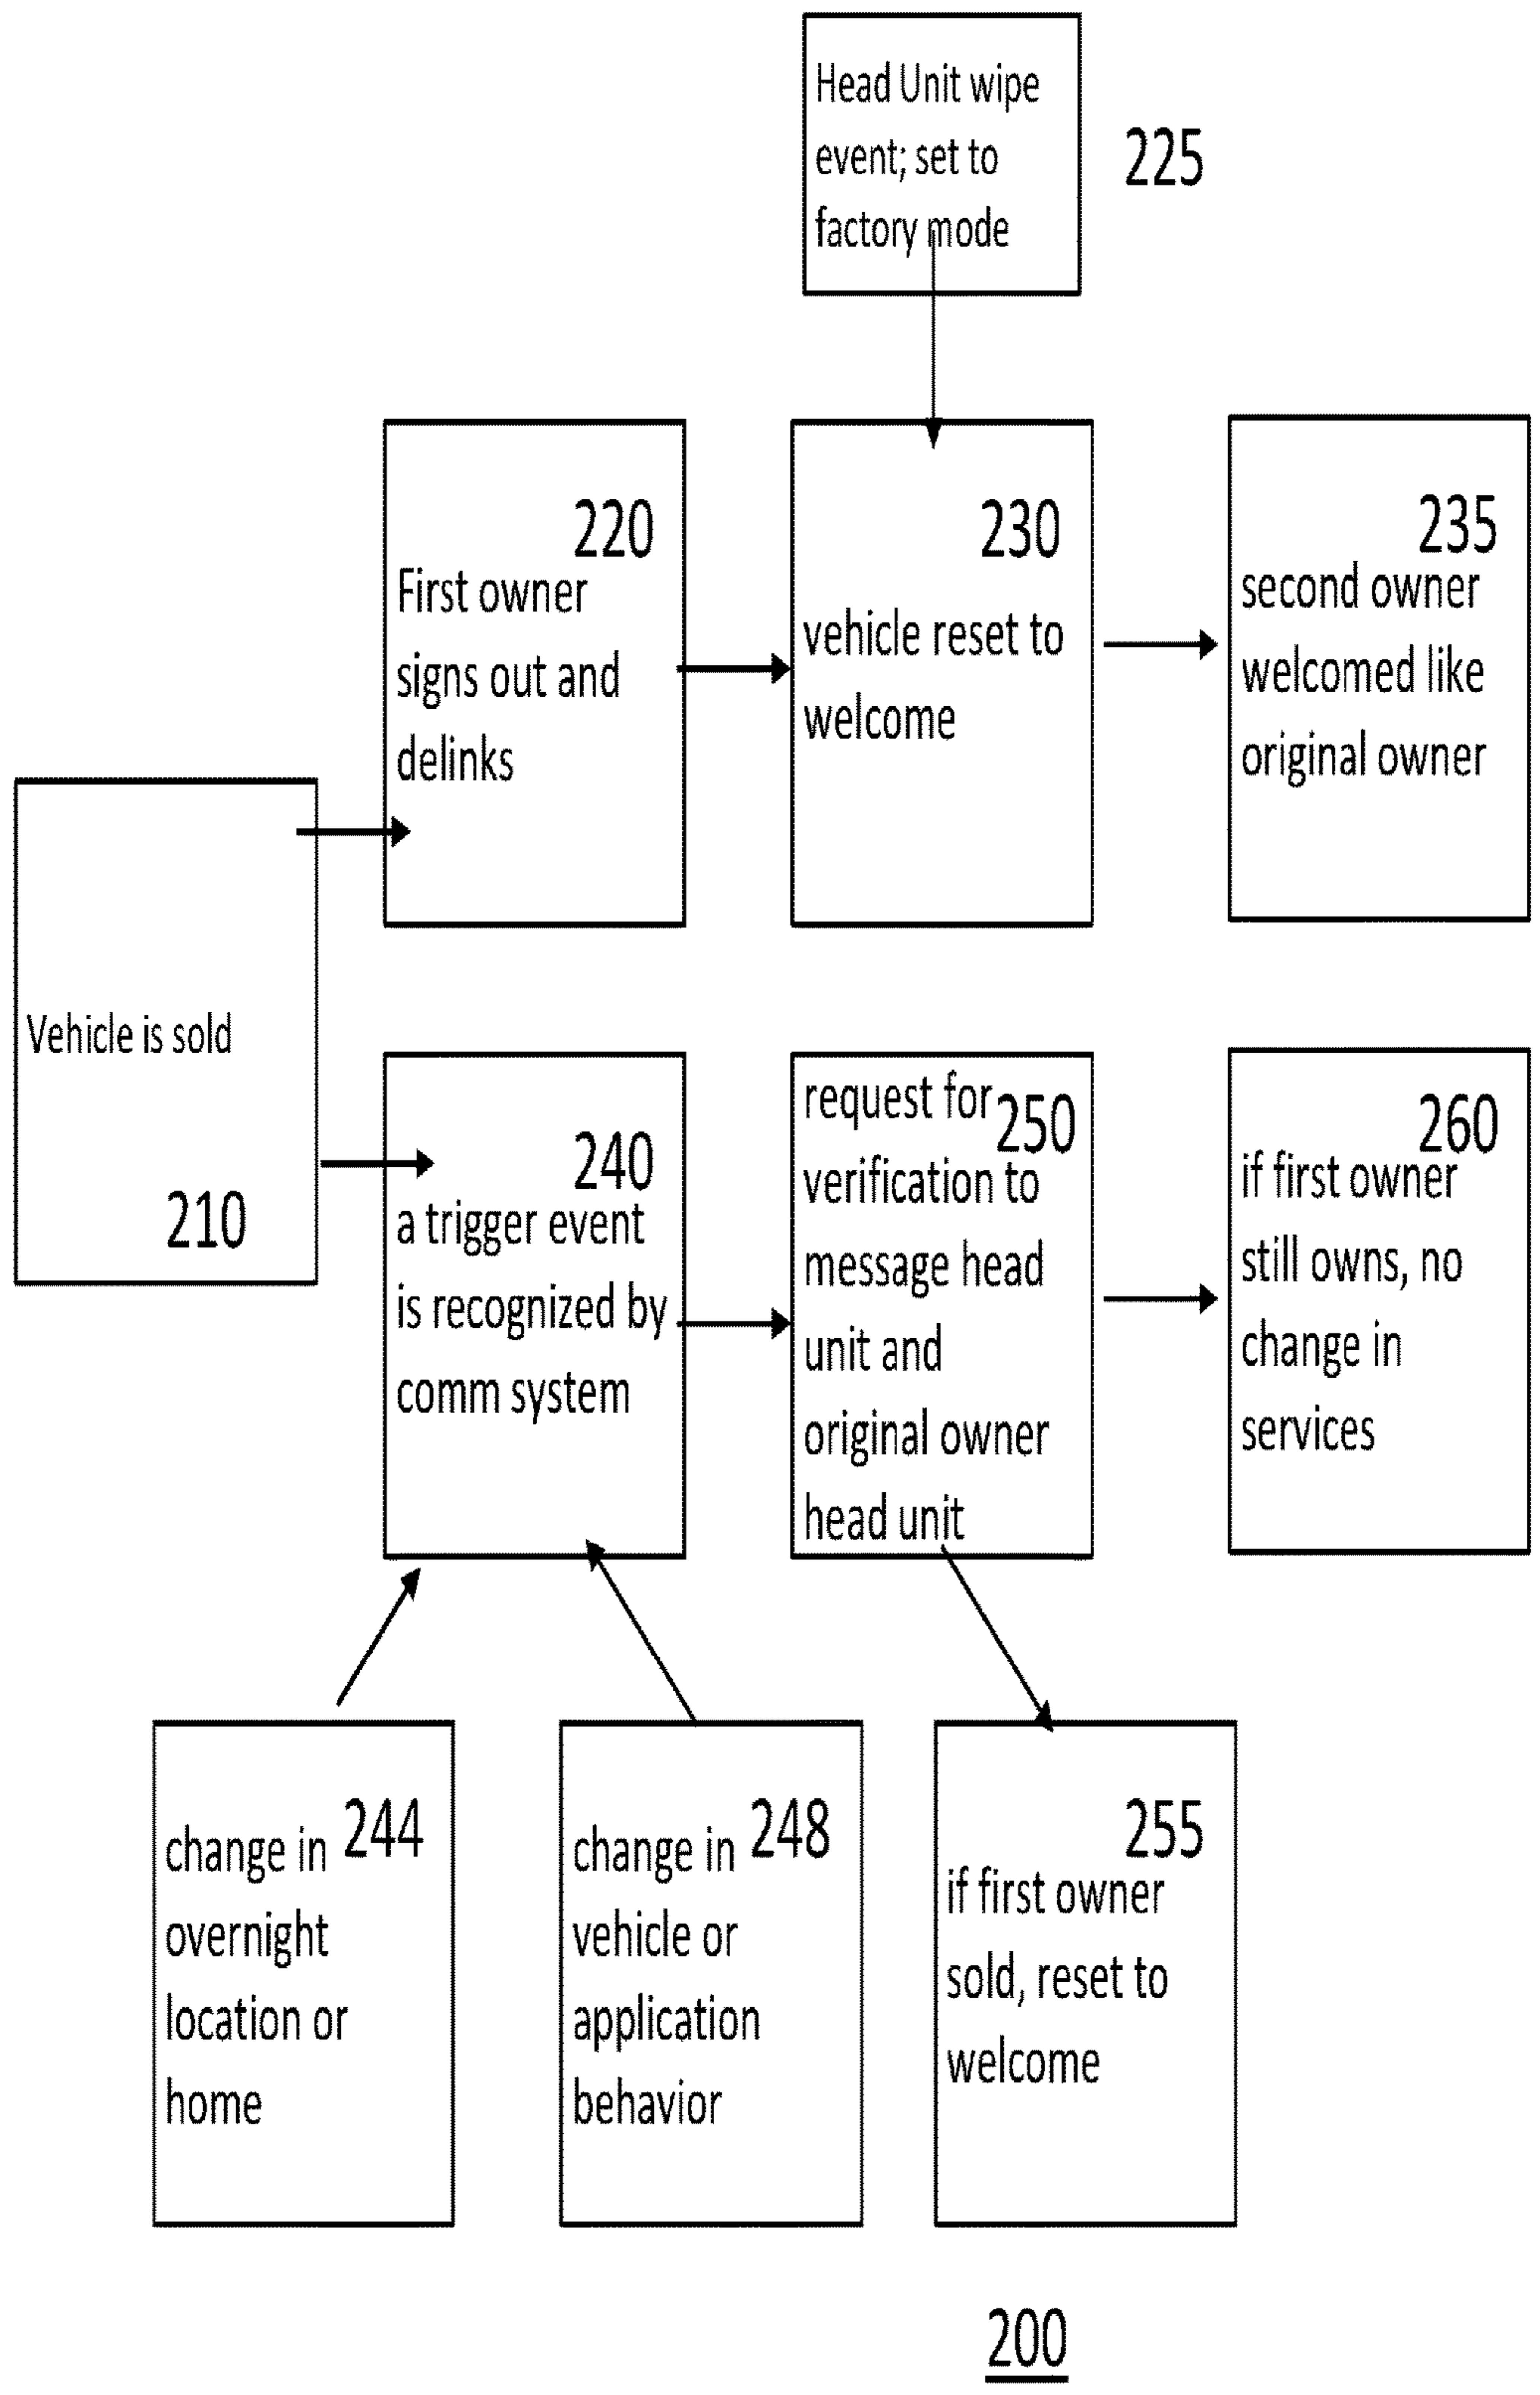 Head Unit wipe
event; set to
factory mode
225
220
First owner
signs out and
delinks
230
vehicle reset to
welcome
235
second owner
welcomed like
original owner
Vehicle is sold
210
240
a trigger event
is recognized by
comm system
request for
250
verification to
message head
unit and
original owner
head unit
260
if first owner
still owns, no
change in
services
244
change in
overnight
location or
home
248
change in
vehicle or
application
behavior
255
if first owner
sold, reset to
welcome
200